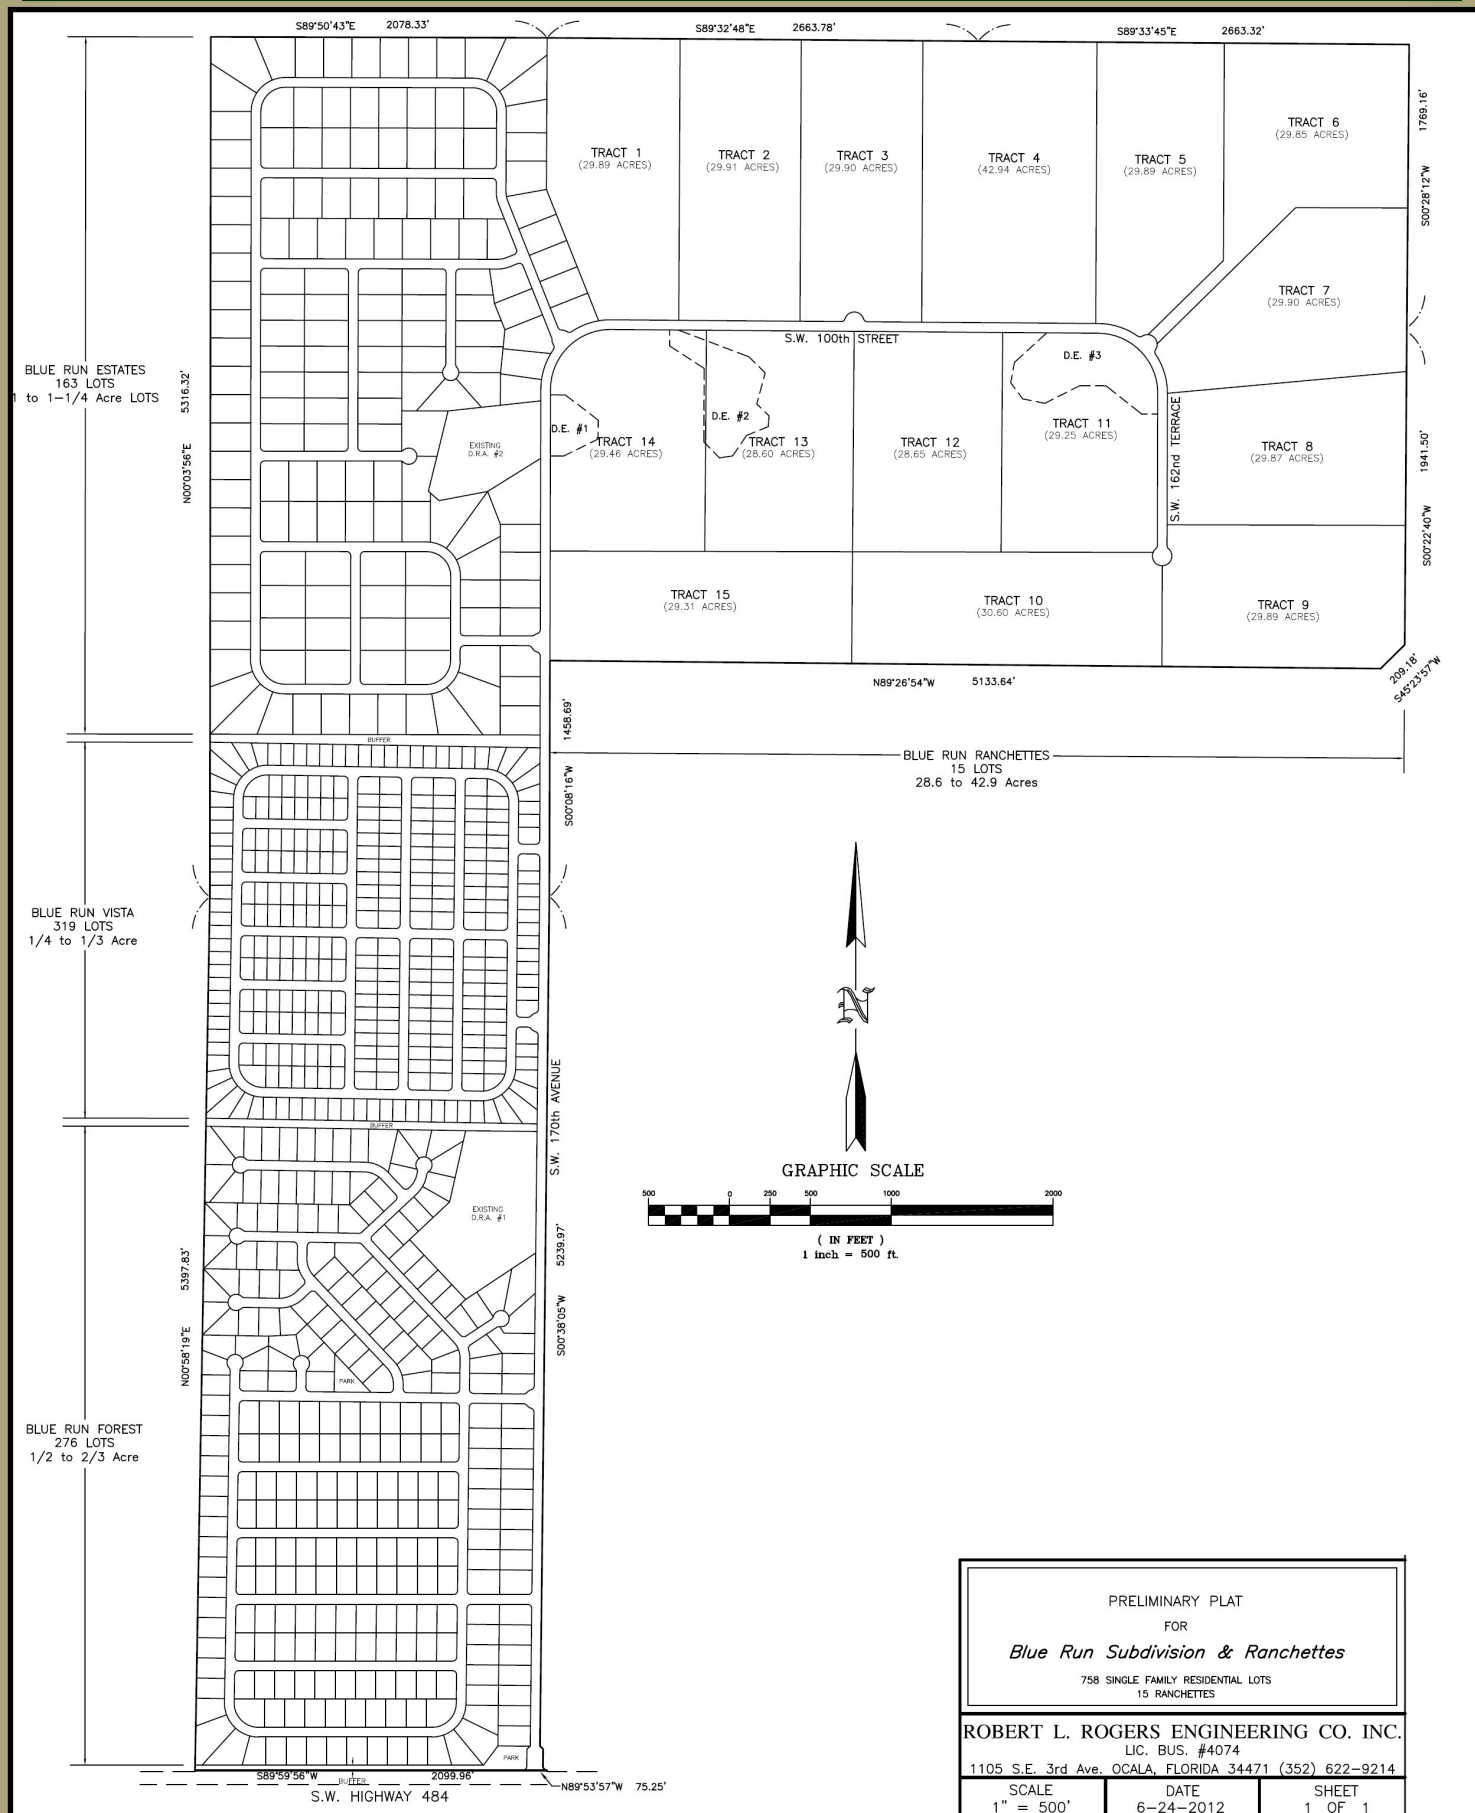 S89°50'43"E 2078.33'
S89°32'48"E 2663.78'
S89°33'45"E 2663.32'
1769.16'
S00°28'12"W
TRACT 1
(29.89 ACRES)
TRACT 2
(29.91 ACRES)
TRACT 3
(29.90 ACRES)
TRACT 4
(42.94 ACRES)
TRACT 5
(29.89 ACRES)
TRACT 6
(29.85 ACRES)
TRACT 7
(29.90 ACRES)
S.W. 100th STREET
D.E. #3
D.E. #1
D.E. #2
TRACT 14
(29.46 ACRES)
TRACT 13
(28.60 ACRES)
TRACT 12
(28.65 ACRES)
TRACT 11
(29.25 ACRES)
S.W. 162nd TERRACE
TRACT 8
(29.87 ACRES)
1941.50'
S00°22'40"W
TRACT 15
(29.31 ACRES)
TRACT 10
(30.60 ACRES)
TRACT 9
(29.89 ACRES)
209.18'
S45°23'57"W
N89°26'54"W 5133.64'
BLUE RUN ESTATES
163 LOTS
1 to 1-1/4 Acre LOTS
5316.32'
N00°03'56"E
EXISTING
D.R.A. #2
BUFFER
1458.69'
S00°08'16"W
BLUE RUN RANCHETTES
15 LOTS
28.6 to 42.9 Acres
BLUE RUN VISTA
319 LOTS
1/4 to 1/3 Acre
BUFFER
S.W. 170th AVENUE
N
GRAPHIC SCALE
500 0 250 500 1000 2000
( IN FEET )
1 inch = 500 ft.
EXISTING
D.R.A. #1
5397.83'
N00°58'19"E
5239.97'
S00°38'05"W
PARK
BLUE RUN FOREST
276 LOTS
1/2 to 2/3 Acre
PARK
S89°59'56"W 2099.96'
BUFFER
N89°53'57"W 75.25'
S.W. HIGHWAY 484
PRELIMINARY PLAT
FOR
Blue Run Subdivision & Ranchettes
758 SINGLE FAMILY RESIDENTIAL LOTS
15 RANCHETTES
ROBERT L. ROGERS ENGINEERING CO. INC.
LIC. BUS. #4074
1105 S.E. 3rd Ave. OCALA, FLORIDA 34471 (352) 622-9214
SCALE
1" = 500'
DATE
6-24-2012
SHEET
1 OF 1